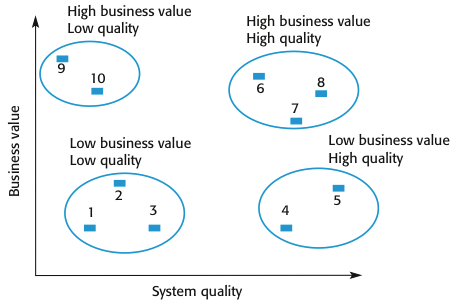 High business value
Low quality
9
10
High business value
High quality
6
8
7
Low business value
Low quality
2
1
3
Low business value
High quality
5
4
Business value
System quality